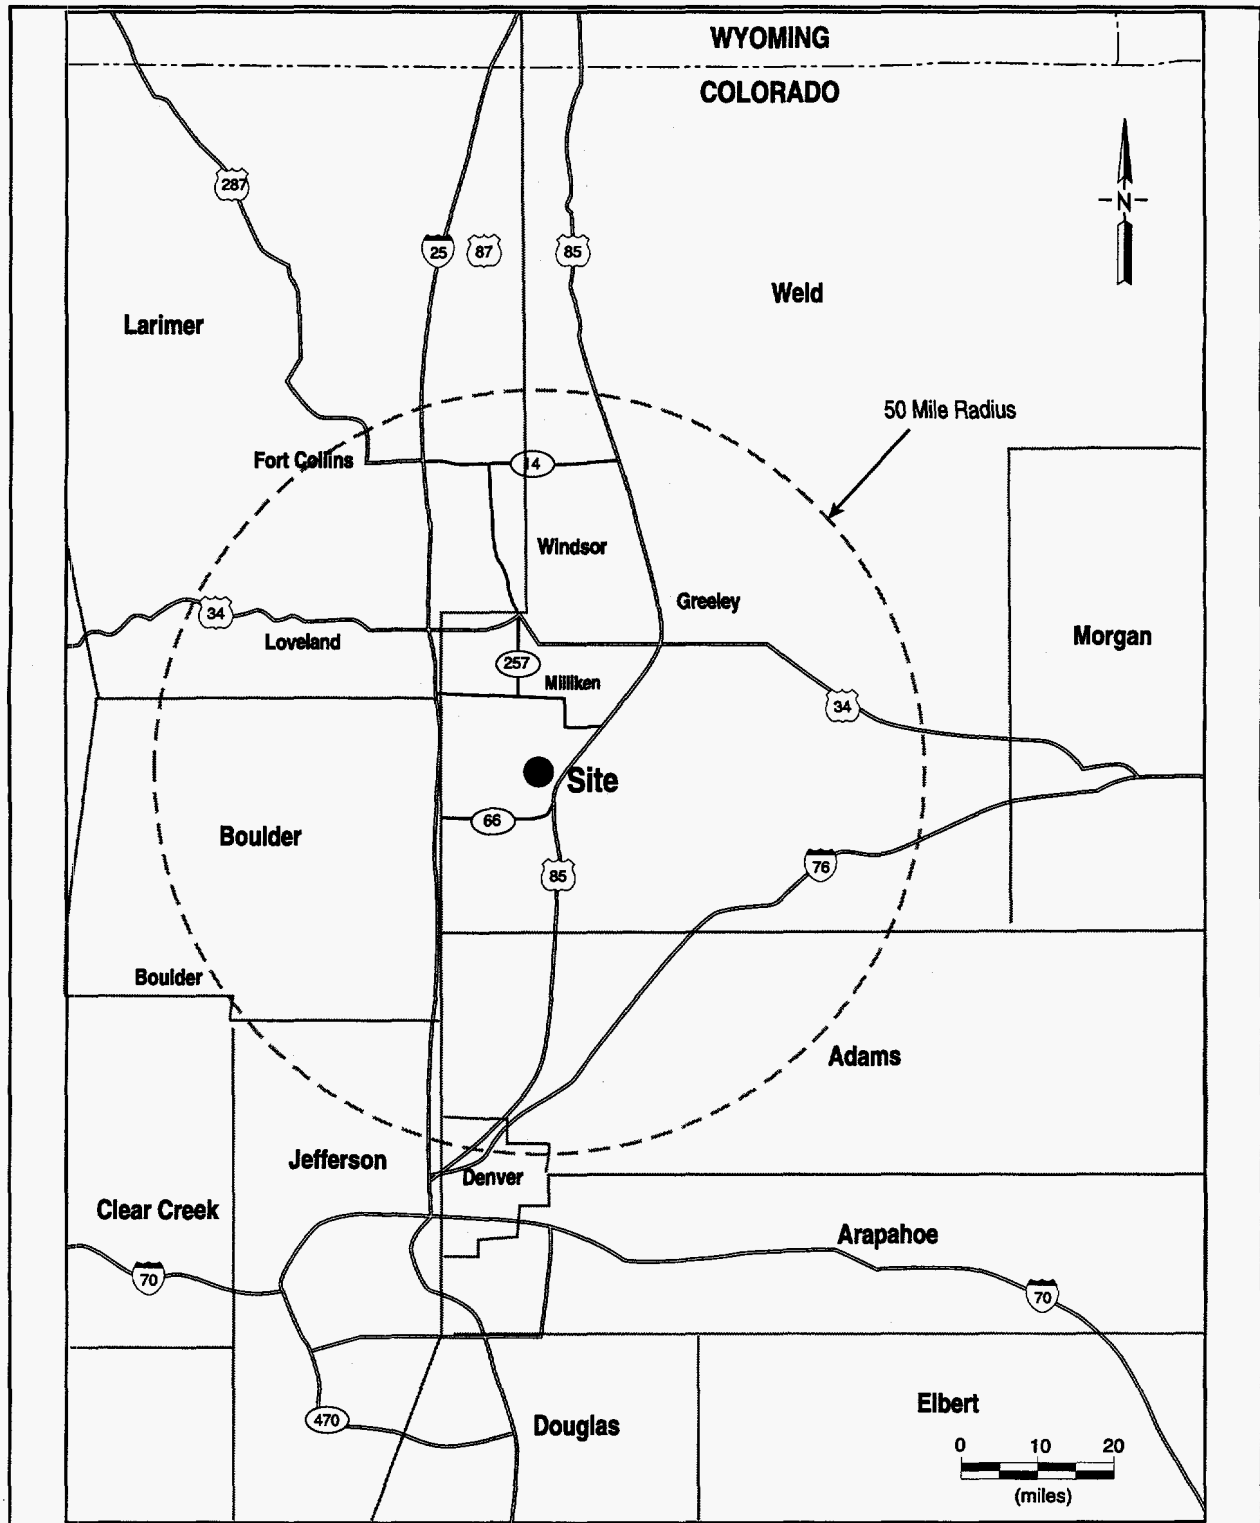 WYOMING
COLORADO
287
25
87
85
N
Weld
Larimer
50 Mile Radius
Fort Collins
14
Windsor
Greeley
34
Loveland
257
Morgan
Milliken
34
Site
66
Boulder
76
85
Boulder
Adams
Jefferson
Denver
Clear Creek
Arapahoe
70
70
Elbert
470
Douglas
0 10 20
(miles)